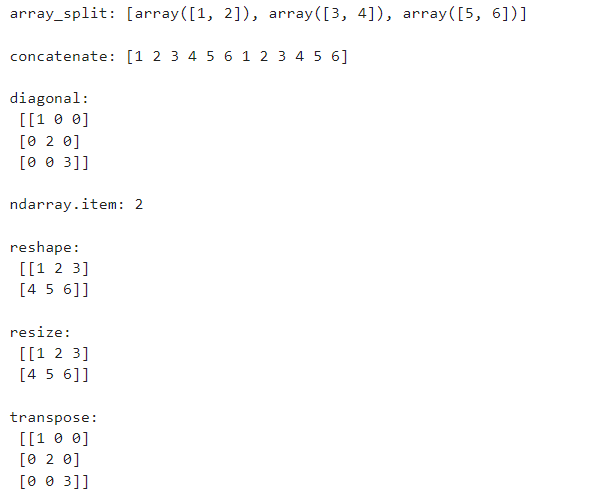 array_split: [array([1, 2]), array([3, 4]), array([5, 6])]
concatenate: [1 2 3 4 5 6 1 2 3 4 5 6]
diagonal:
[[1 0 0]
[0 2 0]
[0 0 3]]
ndarray.item: 2
reshape:
[[1 2 3]
[4 5 6]]
resize:
[[1 2 3]
[4 5 6]]
transpose:
[[1 0 0]
[0 2 0]
[0 0 3]]